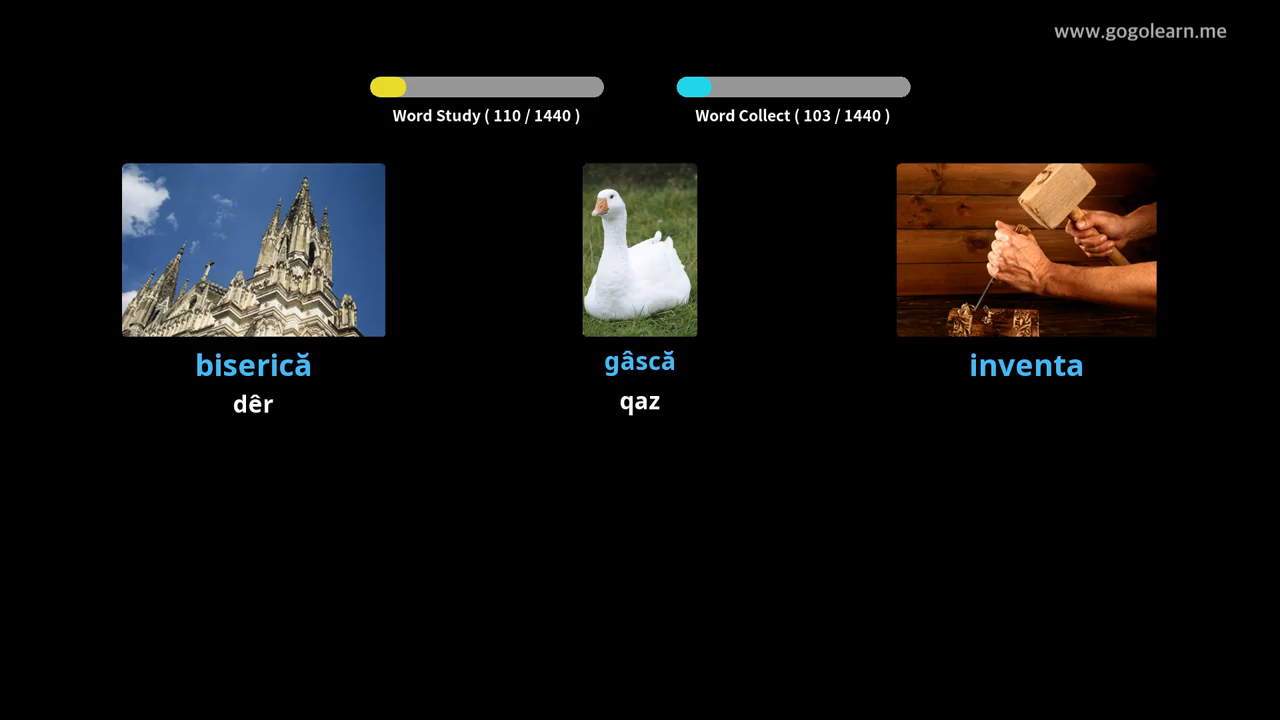 www.gogolearn.me
Word Study ( 110 / 1440 )
Word Collect ( 103 / 1440 )
biserică
gâscă
inventa
dêr
qaz